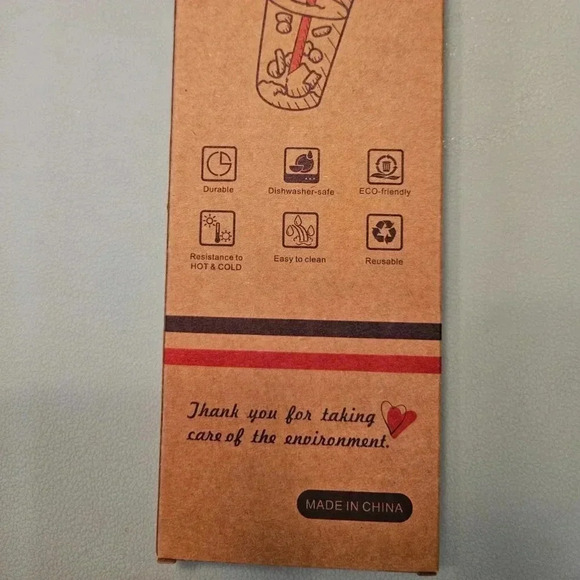 Durable
Dishwasher-safe
ECO-friendly
Resistance to
HOT & COLD
Easy to clean
Reusable
Thank you for taking
care of the environment.
MADE IN CHINA